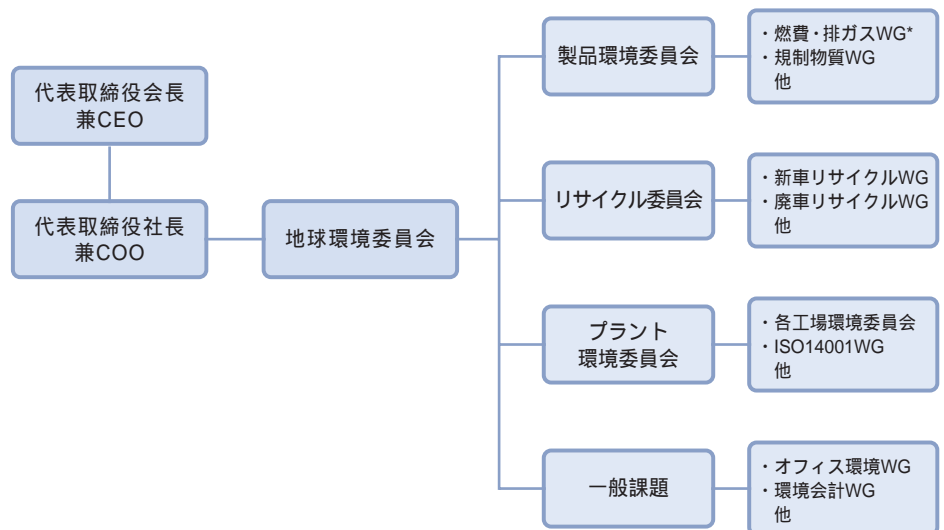 代表取締役会長
兼CEO
代表取締役社長
兼COO
地球環境委員会
製品環境委員会
・燃費・排ガスWG*
・規制物質WG
他
リサイクル委員会
・新車リサイクルWG
・廃車リサイクルWG
他
プラント
環境委員会
・各工場環境委員会
・ISO14001WG
他
一般課題
・オフィス環境WG
・環境会計WG
他